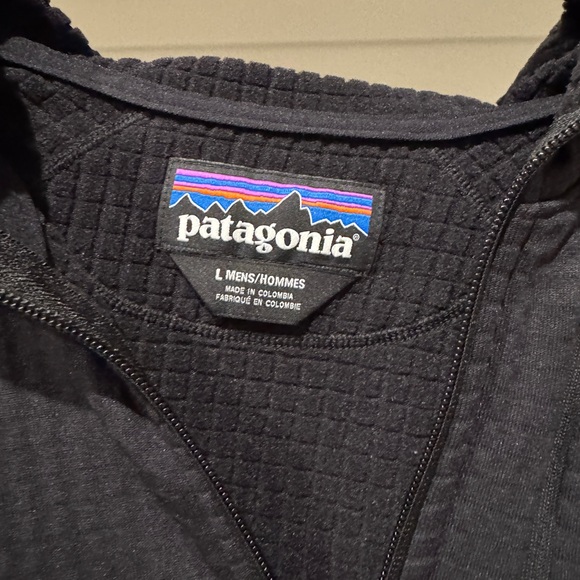 patagonia®
L MENS/HOMMES
MADE IN COLOMBIA
FABRIQUÉ EN COLOMBIE